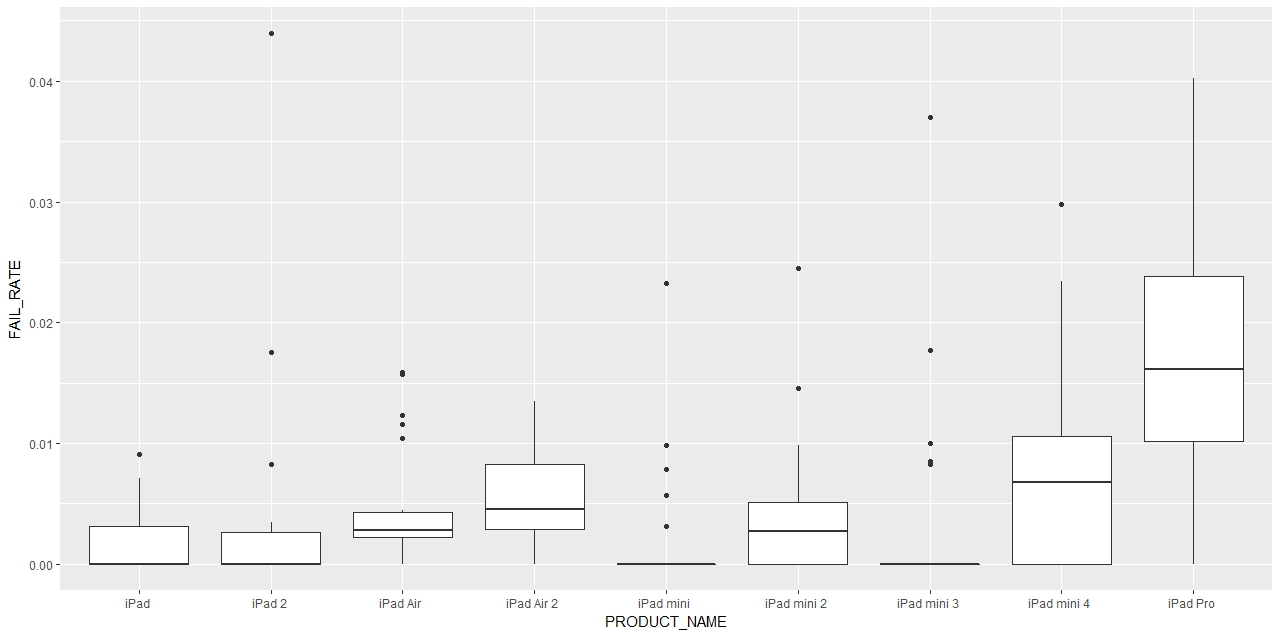 0.04
0.03
0.02
0.01
0.00
FAIL_RATE
iPad iPad 2 iPad Air iPad Air 2 iPad mini iPad mini 2 iPad mini 3 iPad mini 4 iPad Pro
PRODUCT_NAME